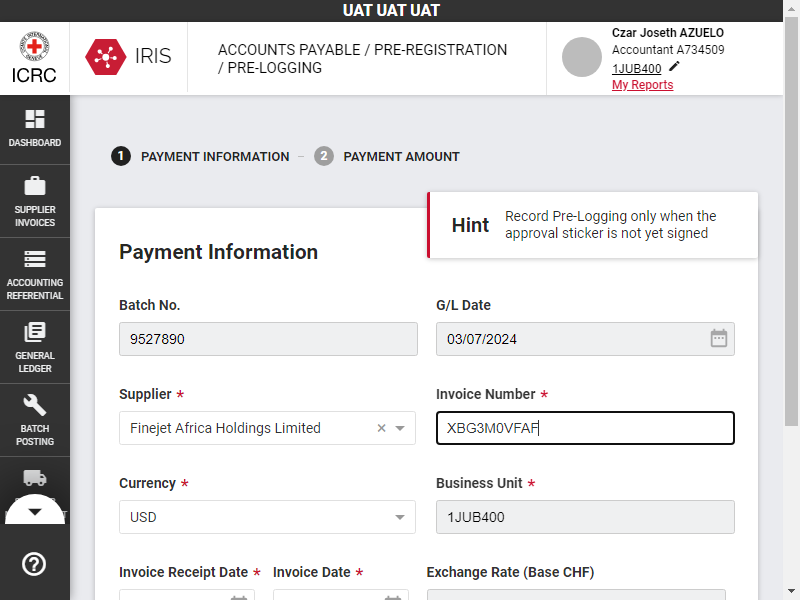 UAT UAT UAT
ICRC
IRIS
ACCOUNTS PAYABLE / PRE-REGISTRATION
/ PRE-LOGGING
Czar Joseth AZUELO
Accountant A734509
1JUB400
My Reports
DASHBOARD
SUPPLIER
INVOICES
ACCOUNTING
REFERENTIAL
GENERAL
LEDGER
BATCH
POSTING
1 PAYMENT INFORMATION
2 PAYMENT AMOUNT
Hint
Record Pre-Logging only when the
approval sticker is not yet signed
Payment Information
Batch No.
9527890
G/L Date
03/07/2024
Supplier *
Finejet Africa Holdings Limited
Invoice Number *
XBG3M0VFAF
Currency *
USD
Business Unit *
1JUB400
Invoice Receipt Date *
Invoice Date *
Exchange Rate (Base CHF)